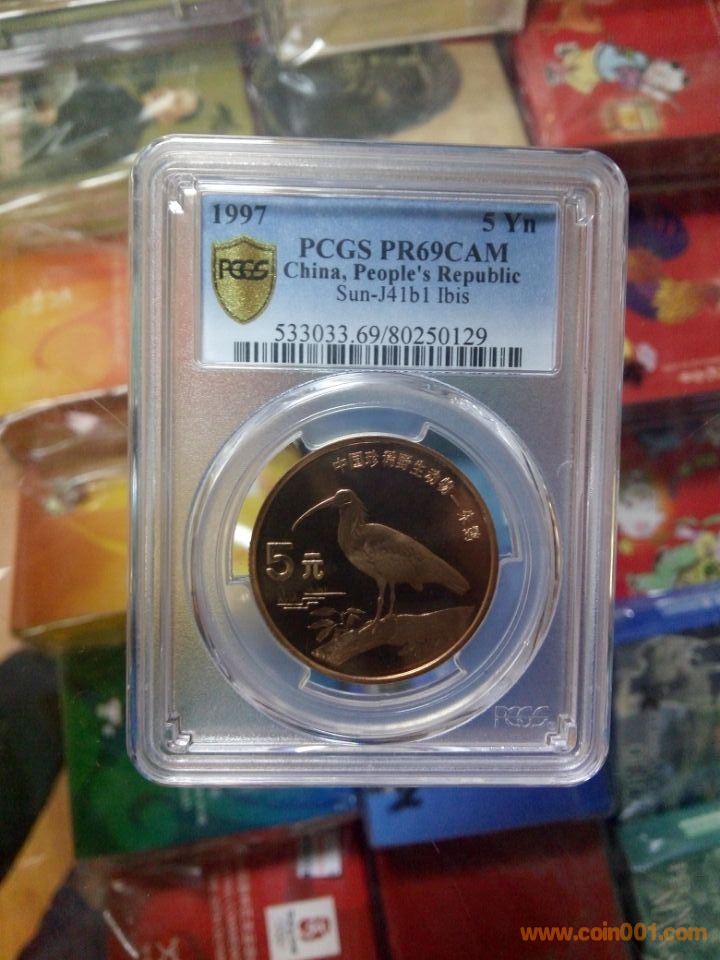 1997 5 Yn
PCGS PR69CAM
PCGS
China, People's Republic
Sun-J41b1 Ibis
533033.69/80250129
中国珍稀野生动物—朱鹮
5元
PCGS
www.coin001.com